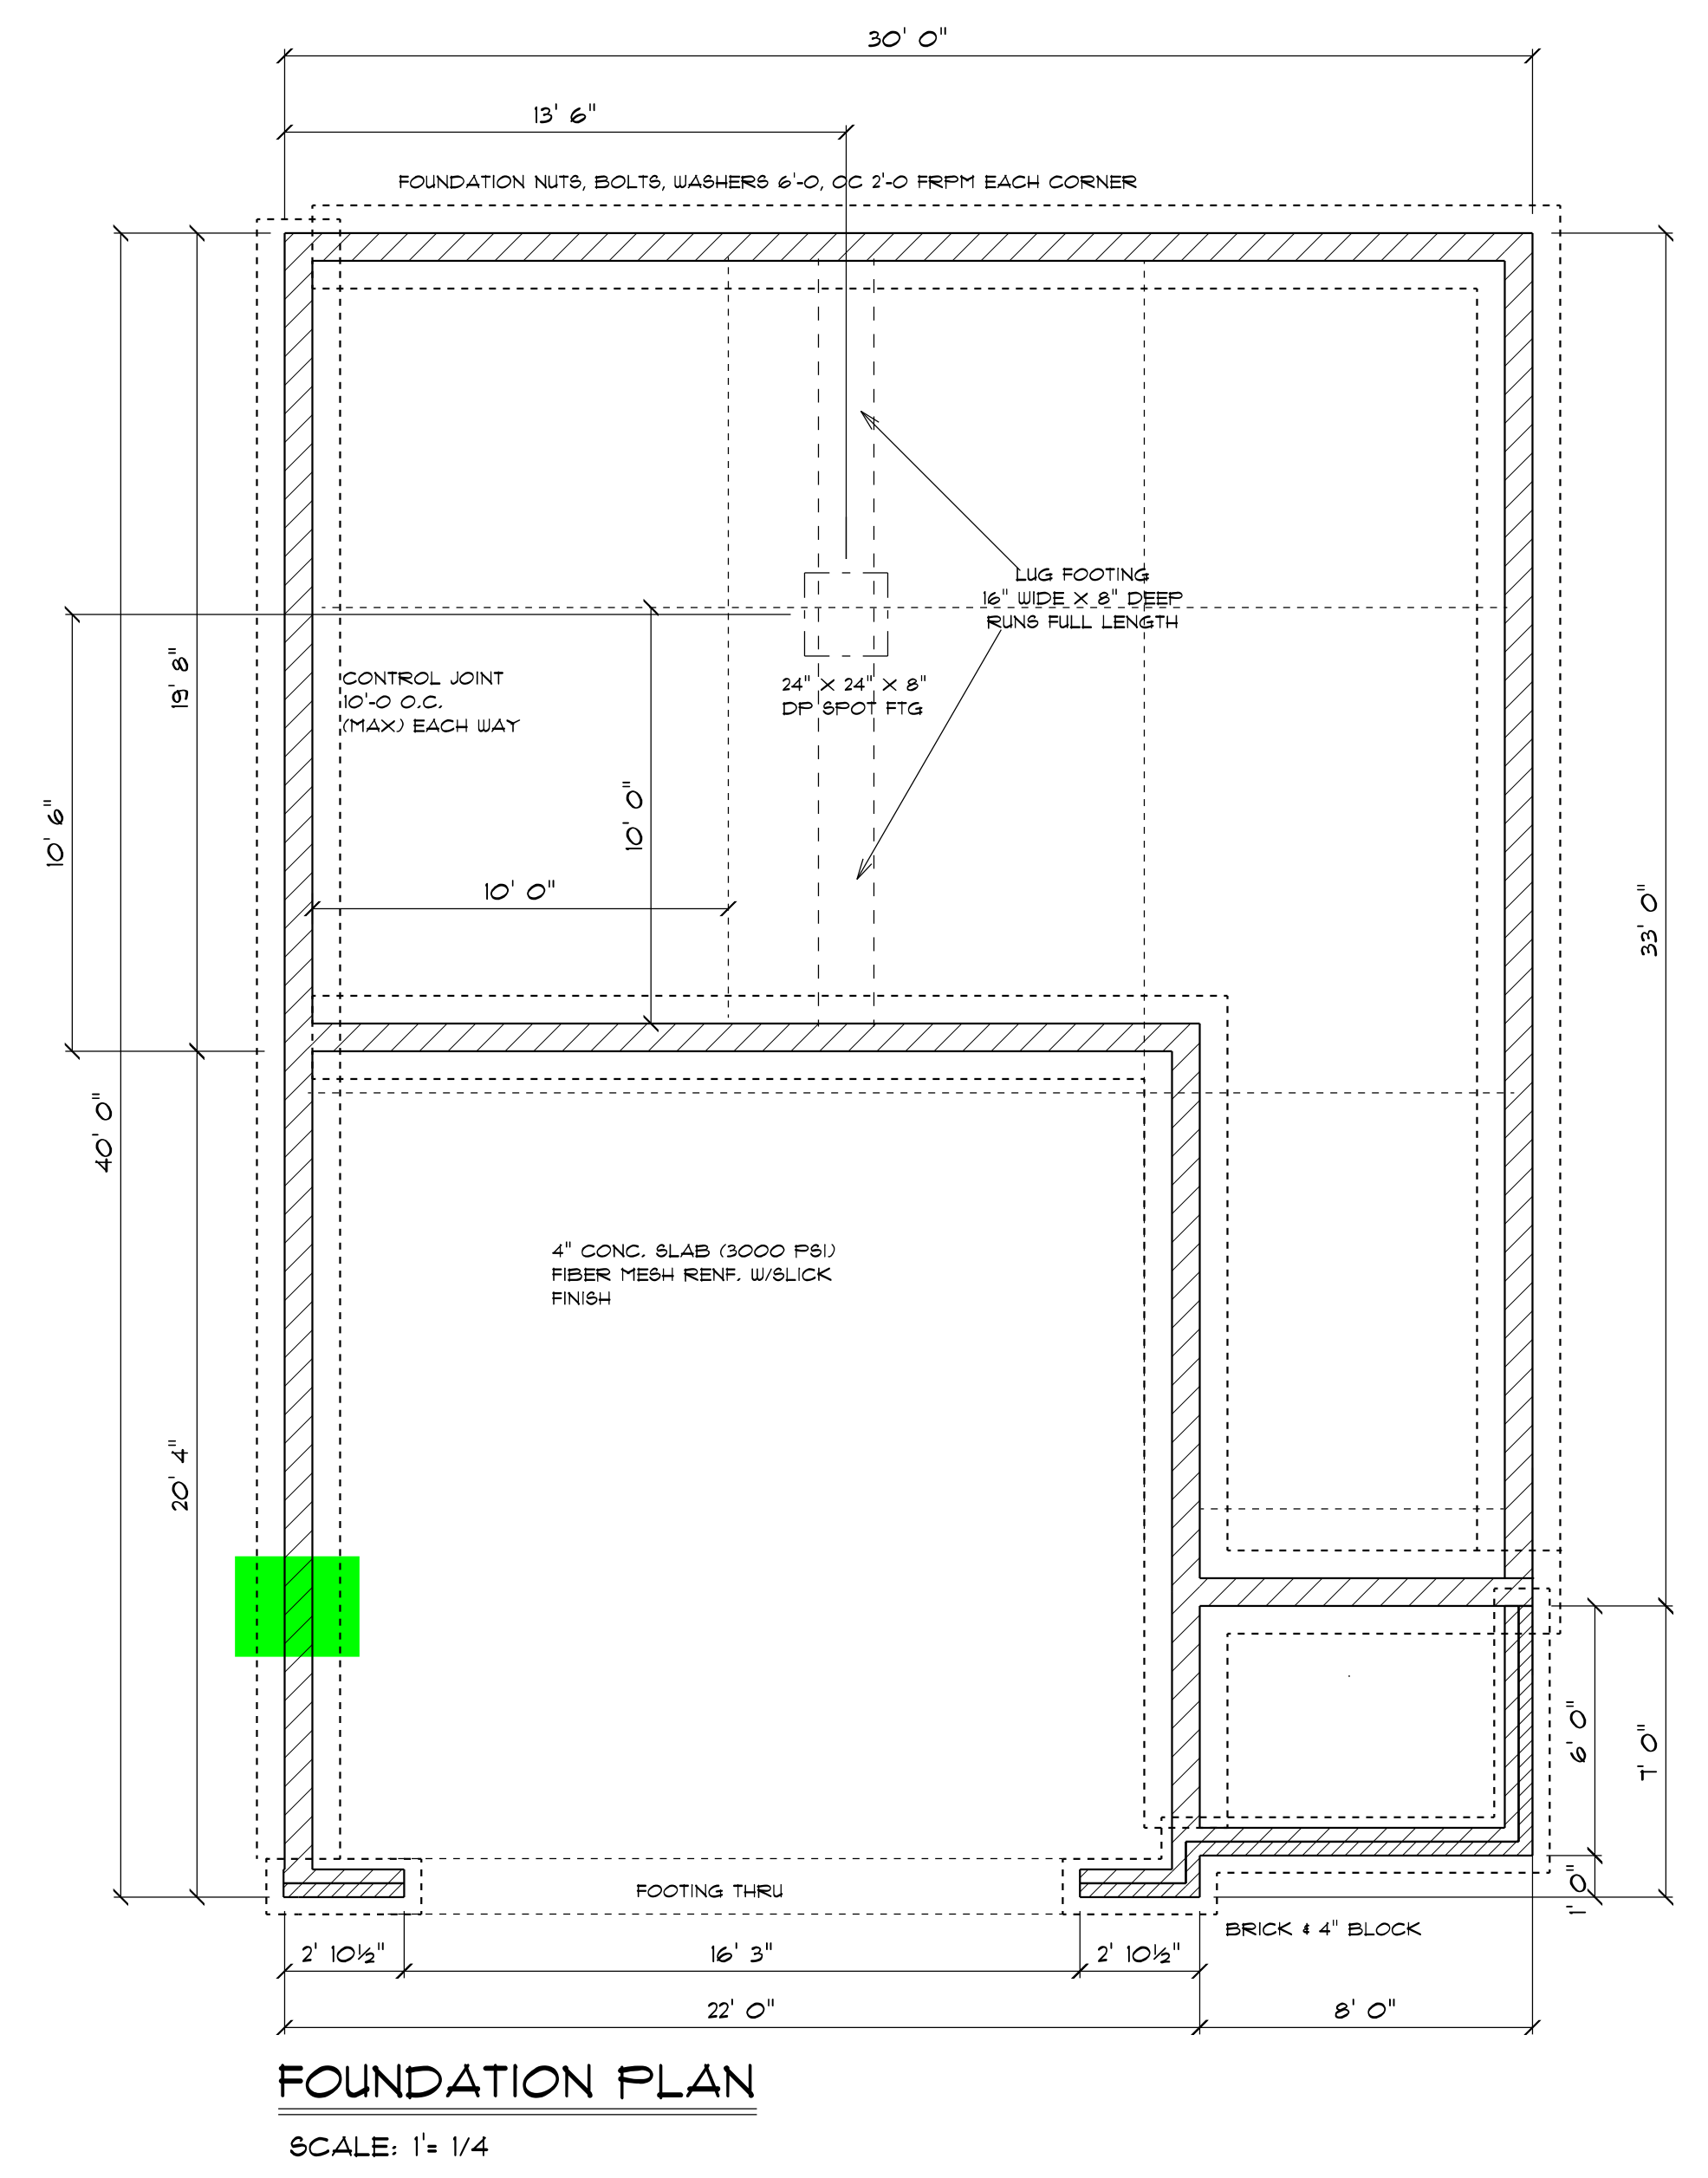 30' 0"
13' 6"
FOUNDATION NUTS, BOLTS, WASHERS 6'-0, OC 2'-0 FRPM EACH CORNER
LUG FOOTING
16" WIDE X 8" DEEP
RUNS FULL LENGTH
24" X 24" X 8"
DP SPOT FTG
CONTROL JOINT
10'-0 O.C.
(MAX) EACH WAY
19' 8"
10' 6"
10' 0"
10' 0"
33' 0"
40' 0"
20' 4"
4" CONC. SLAB (3000 PSI)
FIBER MESH RENF. W/SLICK
FINISH
6' 0"
7' 0"
1' 0"
FOOTING THRU
BRICK & 4" BLOCK
2' 10½"
16' 3"
2' 10½"
22' 0"
8' 0"
FOUNDATION PLAN
SCALE: 1'= 1/4